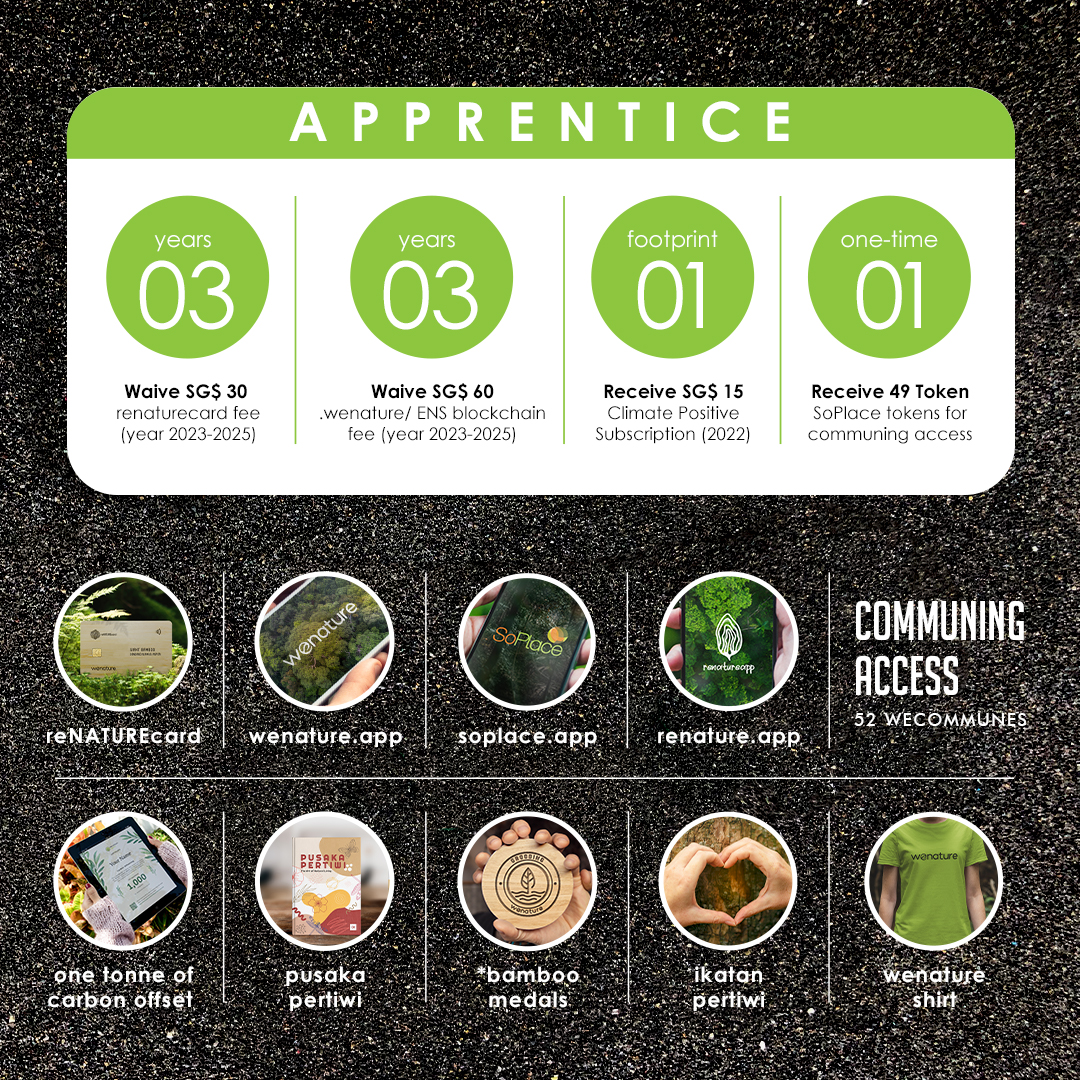 APPRENTICE
years
03
Waive SG$ 30
renaturecard fee
(year 2023-2025)
years
03
Waive SG$ 60
.wenature/ ENS blockchain
fee (year 2023-2025)
footprint
01
Receive SG$ 15
Climate Positive
Subscription (2022)
one-time
01
Receive 49 Token
SoPlace tokens for
communing access
wenature
reNATUREcard
wenature
wenature.app
SoPlace
soplace.app
renatureapp
renature.app
COMMUNING
ACCESS
52 WECOMMUNES
Your Name
1,000
one tonne of
carbon offset
PUSAKA
PERTIWI
pusaka
pertiwi
wenature
*bamboo
medals
ikatan
pertiwi
wenature
wenature
shirt